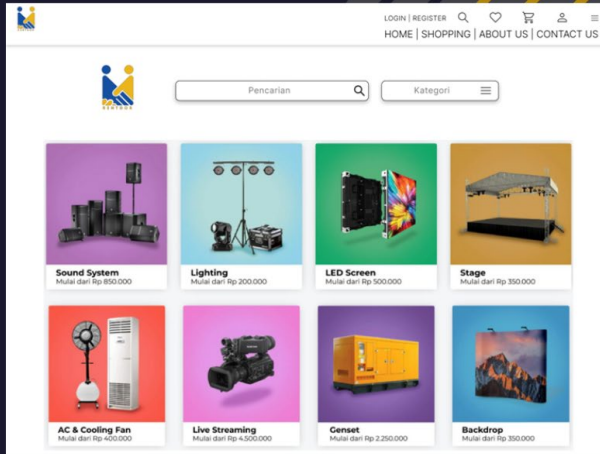 LOGIN | REGISTER
HOME | SHOPPING | ABOUT US | CONTACT US
RENTOOR
Pencarian
Kategori
Sound System
Mulai dari Rp 850.000
Lighting
Mulai dari Rp 200.000
LED Screen
Mulai dari Rp 500.000
Stage
Mulai dari Rp 350.000
AC & Cooling Fan
Mulai dari Rp 400.000
Live Streaming
Mulai dari Rp 4.500.000
Genset
Mulai dari Rp 2.250.000
Backdrop
Mulai dari Rp 350.000